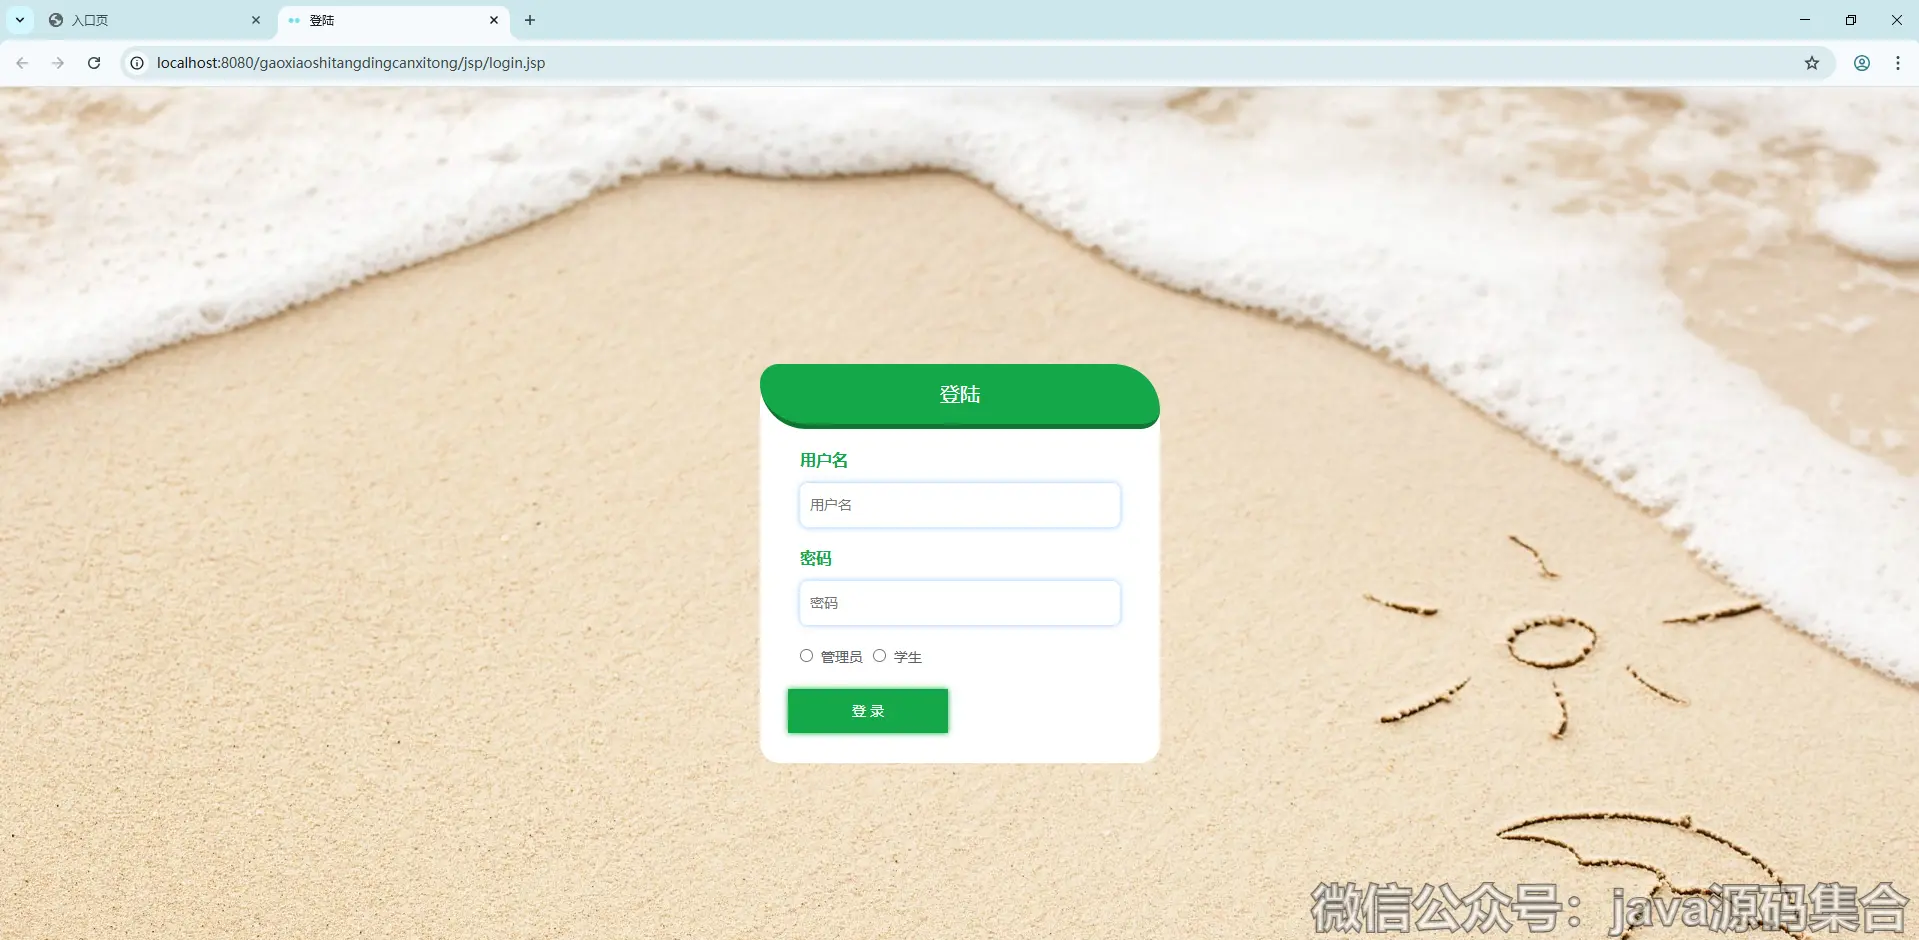 入口页
登陆
localhost:8080/gaoxiaoshitangdingcanxitong/jsp/login.jsp
登陆
用户名
用户名
密码
密码
管理员 学生
登 录
微信公众号：java源码集合